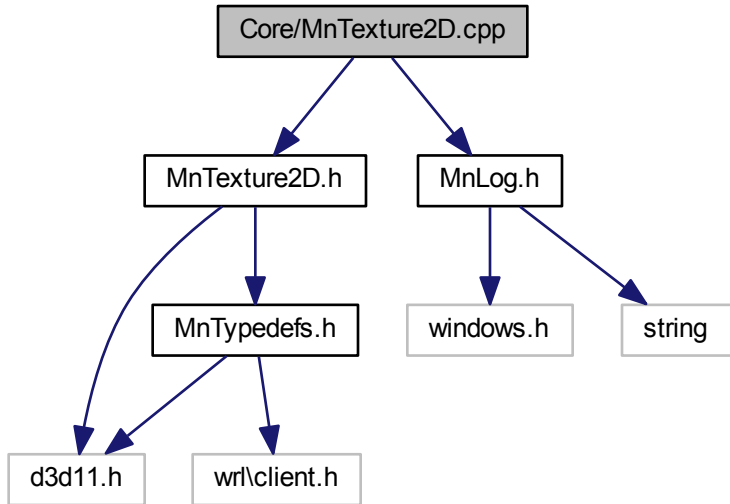 Core/MnTexture2D.cpp
MnTexture2D.h
MnLog.h
MnTypedefs.h
windows.h
string
d3d11.h
wrl\client.h